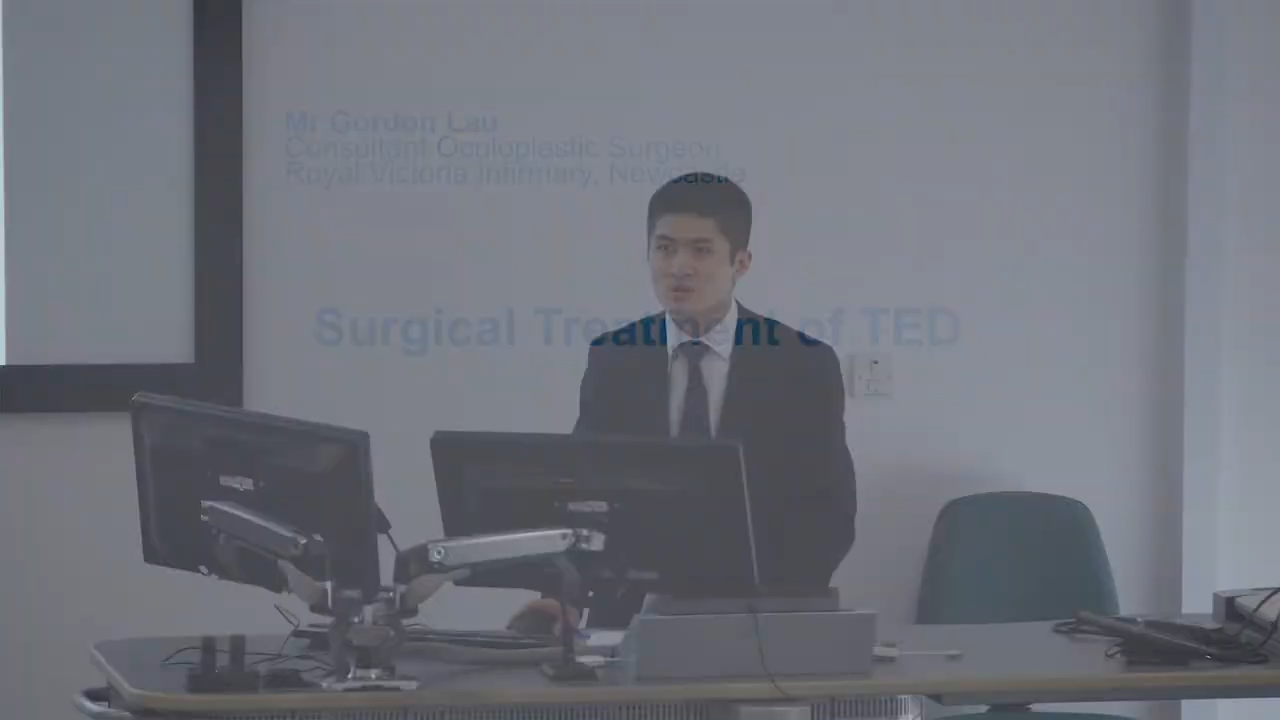 Mr Gordon Lau
Consultant Oculoplastic Surgeon
Royal Victoria Infirmary, Newcastle
Surgical Treatment of TED